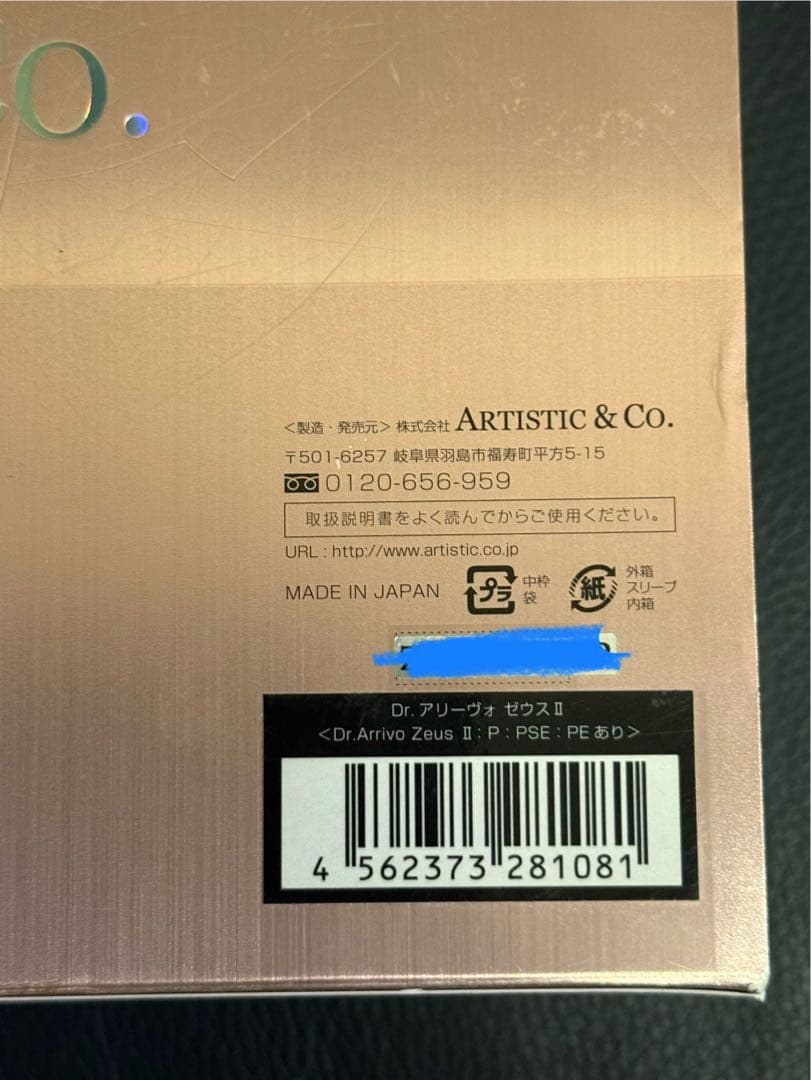 Co.
<製造・発売元> 株式会社 ARTISTIC & CO.
〒501-6257 岐阜県羽島市福寿町平方5-15
0120-656-959
取扱説明書をよく読んでからご使用ください。
URL : http://www.artistic.co.jp
MADE IN JAPAN プラ 中枠 袋 紙 外箱 スリーブ 内箱
Dr. アリーヴォ ゼウスⅡ
<Dr.Arrivo Zeus Ⅱ : P : PSE : PEあり>
4 562373 281081